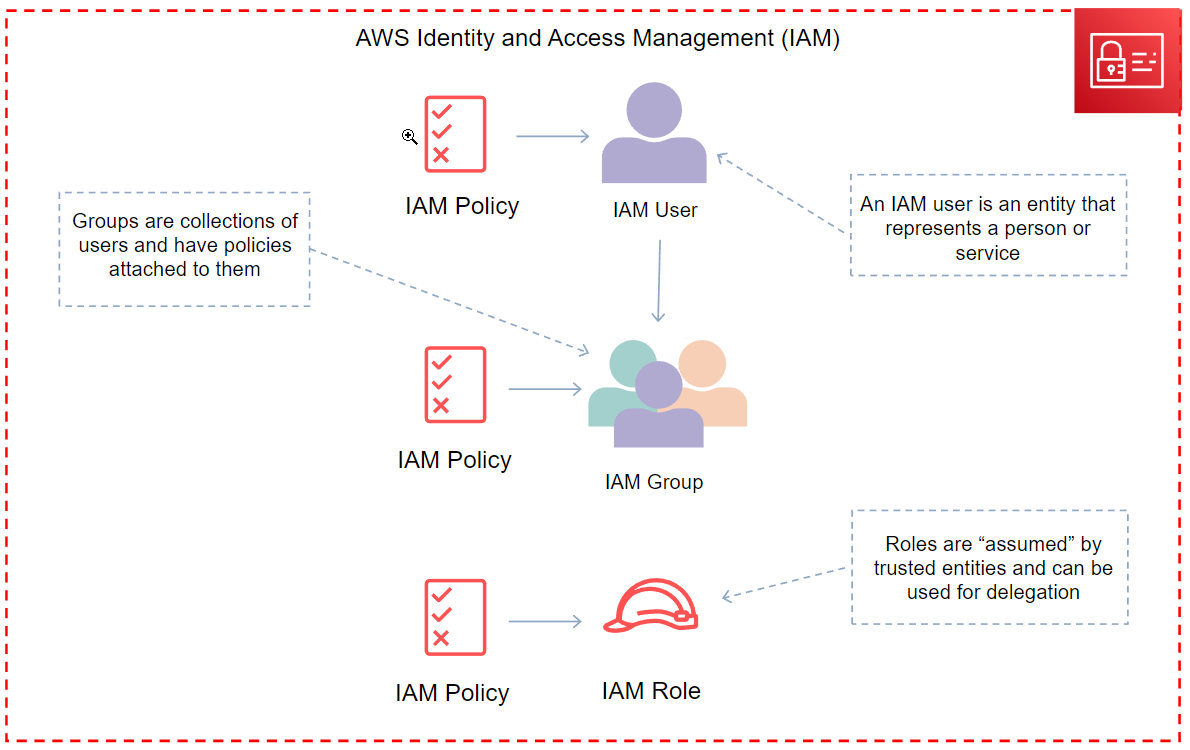 AWS Identity and Access Management (IAM)
IAM Policy
IAM User
Groups are collections of
users and have policies
attached to them
An IAM user is an entity that
represents a person or
service
IAM Policy
IAM Group
Roles are “assumed” by
trusted entities and can be
used for delegation
IAM Policy
IAM Role